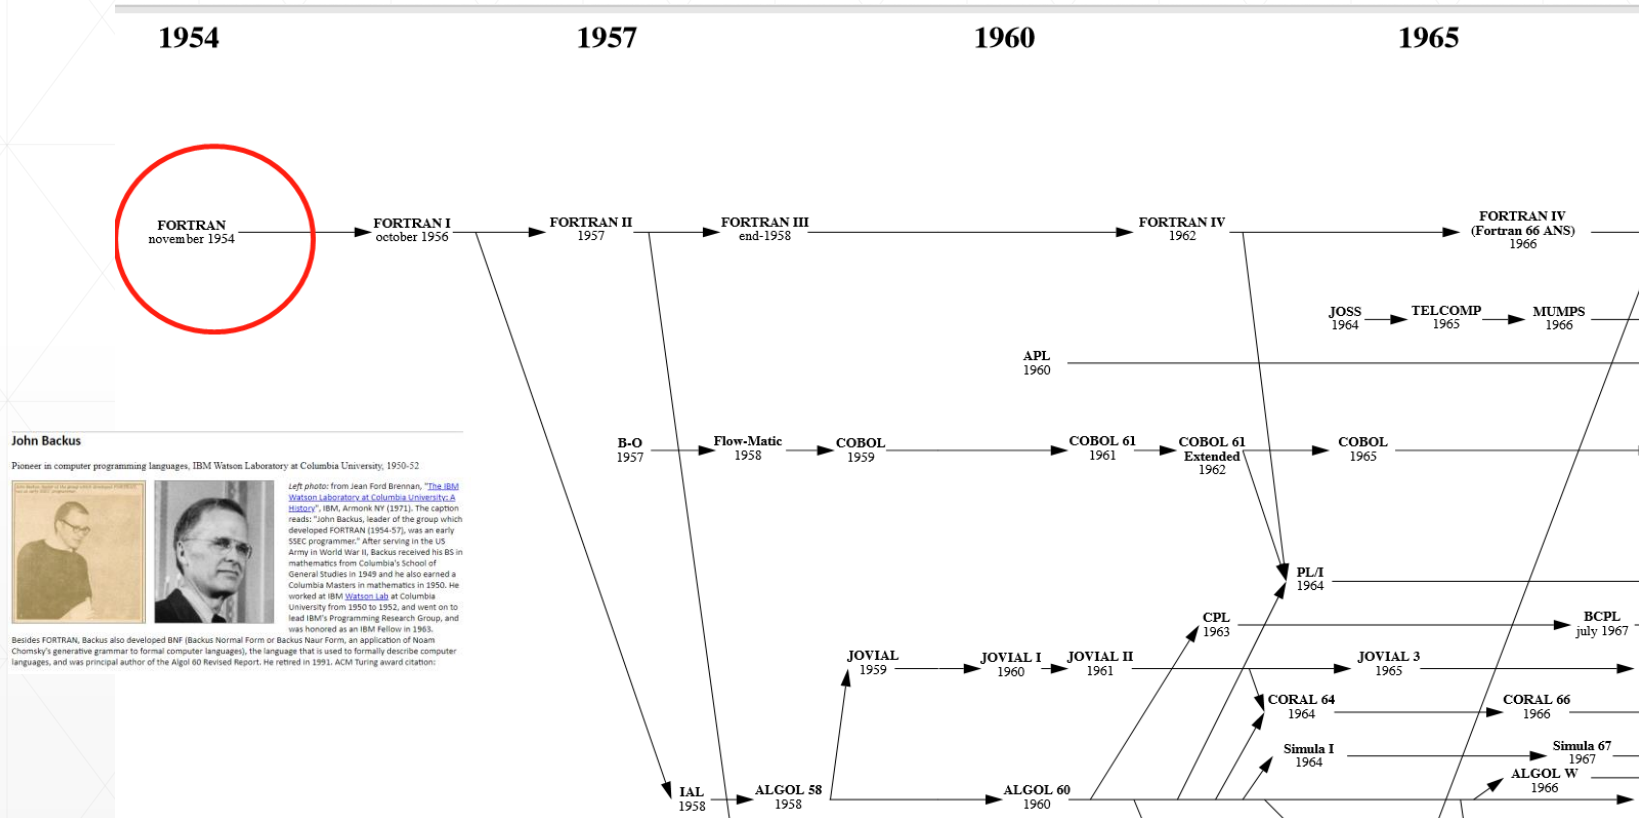 1954 1957 1960 1965
FORTRAN
november 1954
FORTRAN I
october 1956
FORTRAN II
1957
FORTRAN III
end-1958
FORTRAN IV
1962
FORTRAN IV
(Fortran 66 ANS)
1966
JOSS
1964
TELCOMP
1965
MUMPS
1966
APL
1960
B-O
1957
Flow-Matic
1958
COBOL
1959
COBOL 61
1961
COBOL 61
Extended
1962
COBOL
1965
PL/I
1964
CPL
1963
BCPL
july 1967
JOVIAL
1959
JOVIAL I
1960
JOVIAL II
1961
JOVIAL 3
1965
CORAL 64
1964
CORAL 66
1966
Simula I
1964
Simula 67
1967
ALGOL W
1966
IAL
1958
ALGOL 58
1958
ALGOL 60
1960
John Backus
Pioneer in computer programming languages, IBM Watson Laboratory at Columbia University, 1950-52
Left photo: from Jean Ford Brennan, "The IBM
Watson Laboratory at Columbia University: A
History", IBM, Armonk NY (1971). The caption
reads: "John Backus, leader of the group which
developed FORTRAN (1954-57), was an early
SSEC programmer." After serving in the US
Army in World War II, Backus received his BS in
mathematics from Columbia's School of
General Studies in 1949 and he also earned a
Columbia Masters in mathematics in 1950. He
worked at IBM Watson Lab at Columbia
University from 1950 to 1952, and went on to
lead IBM's Programming Research Group, and
was honored as an IBM Fellow in 1963.
Besides FORTRAN, Backus also developed BNF (Backus Normal Form or Backus Naur Form, an application of Noam
Chomsky's generative grammar to formal computer languages), the language that is used to formally describe computer
languages, and was principal author of the Algol 60 Revised Report. He retired in 1991. ACM Turing award citation: